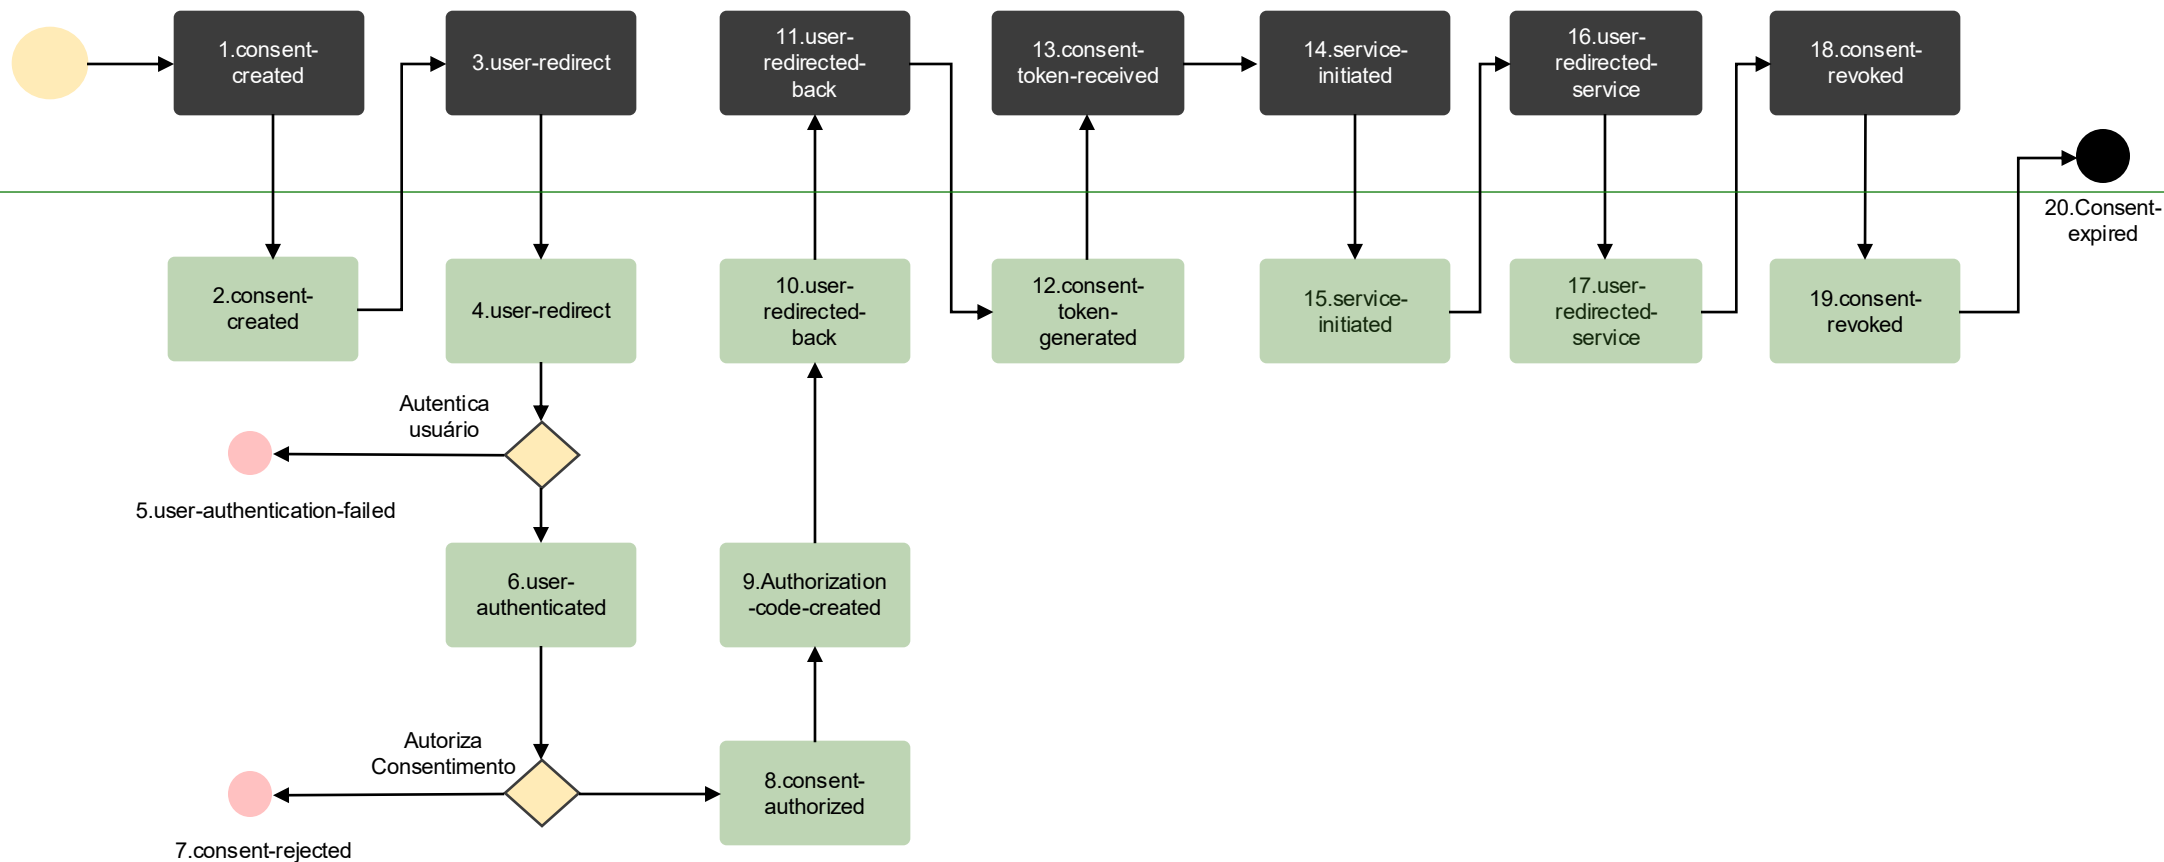 1.consent-
created
3.user-redirect
11.user-
redirected-
back
13.consent-
token-received
14.service-
initiated
16.user-
redirected-
service
18.consent-
revoked
20.Consent-
expired
2.consent-
created
4.user-redirect
10.user-
redirected-
back
12.consent-
token-
generated
15.service-
initiated
17.user-
redirected-
service
19.consent-
revoked
Autentica
usuário
5.user-authentication-failed
6.user-
authenticated
9.Authorization
-code-created
Autoriza
Consentimento
8.consent-
authorized
7.consent-rejected